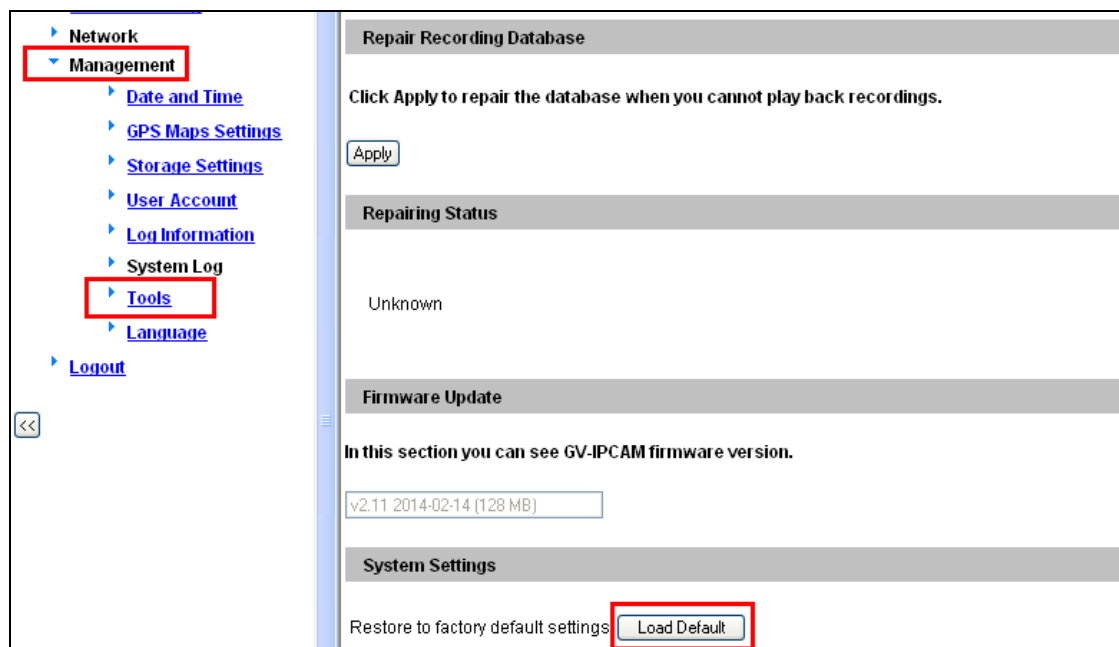 Network
Management
Date and Time
GPS Maps Settings
Storage Settings
User Account
Log Information
System Log
Tools
Language
Logout
<<
Repair Recording Database
Click Apply to repair the database when you cannot play back recordings.
Apply
Repairing Status
Unknown
Firmware Update
In this section you can see GV-IPCAM firmware version.
v2.11 2014-02-14 (128 MB)
System Settings
Restore to factory default settings Load Default